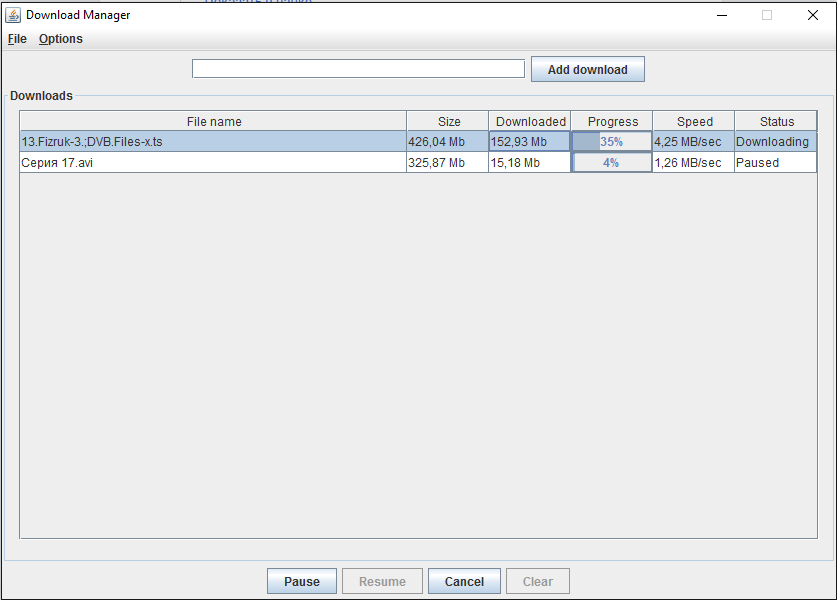 Download Manager
File Options
Add download
Downloads
File name Size Downloaded Progress Speed Status
13.Fizruk-3.;DVB.Files-x.ts 426,04 Mb 152,93 Mb 35% 4,25 MB/sec Downloading
Серия 17.avi 325,87 Mb 15,18 Mb 4% 1,26 MB/sec Paused
Pause Resume Cancel Clear